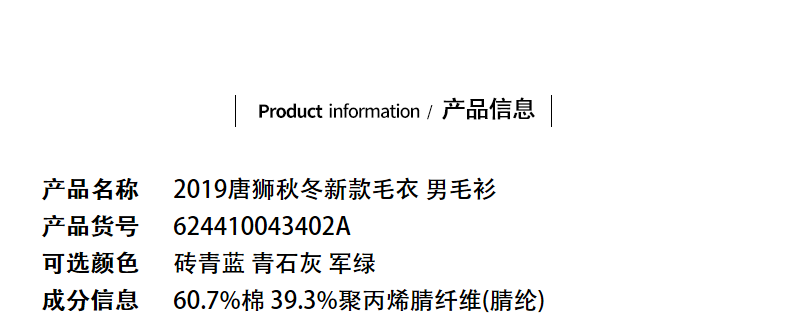 Product information / 产品信息
产品名称 2019唐狮秋冬新款毛衣 男毛衫
产品货号 624410043402A
可选颜色 砖青蓝 青石灰 军绿
成分信息 60.7%棉 39.3%聚丙烯腈纤维(腈纶)